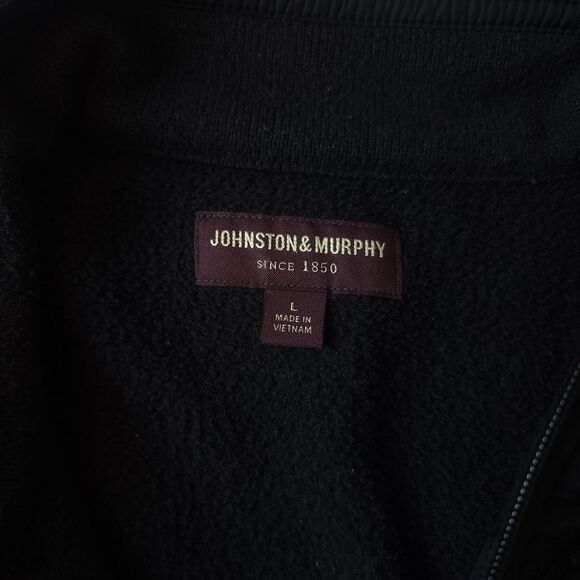 JOHNSTON & MURPHY
SINCE 1850
L
MADE IN
VIETNAM